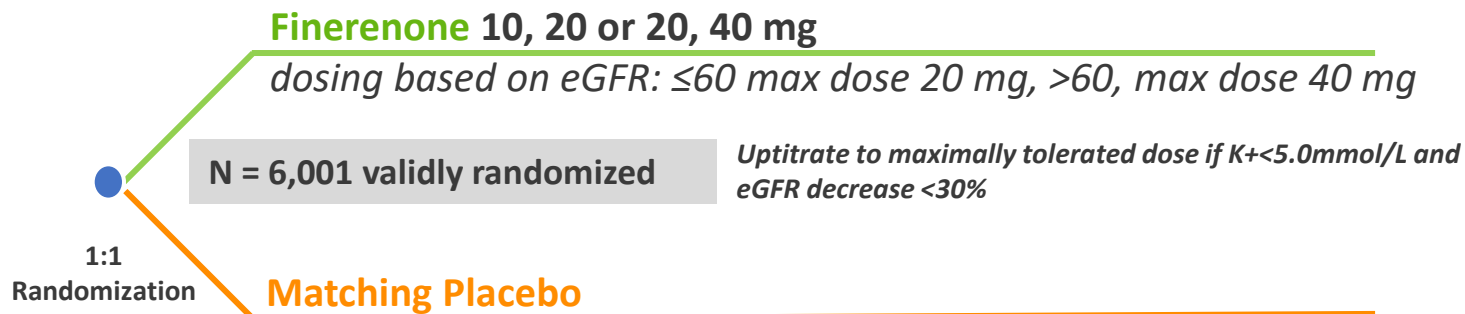 Finerenone 10, 20 or 20, 40 mg
dosing based on eGFR: ≤60 max dose 20 mg, >60, max dose 40 mg
N = 6,001 validly randomized
Uptitrate to maximally tolerated dose if K+<5.0mmol/L and
eGFR decrease <30%
1:1
Randomization
Matching Placebo